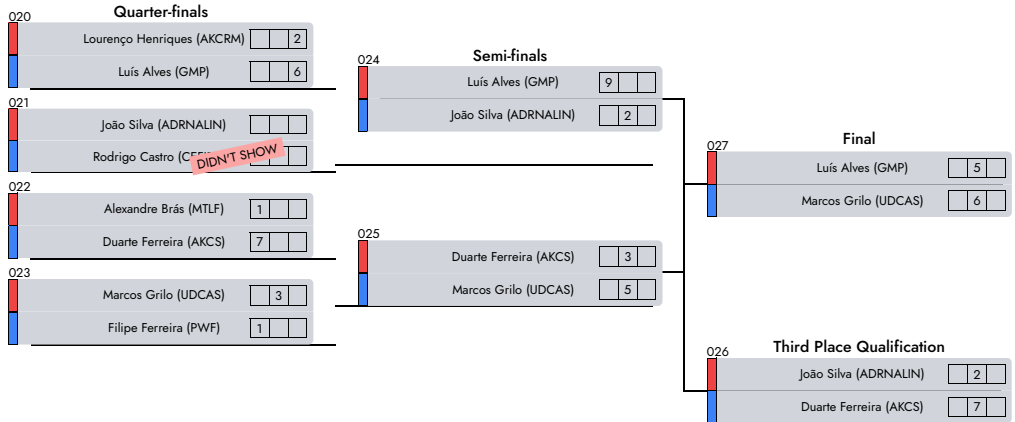 Quarter-finals
020
Lourenço Henriques (AKCRM) 2
Luís Alves (GMP) 6
021
João Silva (ADRNALIN)
Rodrigo Castro
DIDN'T SHOW
022
Alexandre Brás (MTLF) 1
Duarte Ferreira (AKCS) 7
023
Marcos Grilo (UDCAS) 3
Filipe Ferreira (PWF) 1
Semi-finals
024
Luís Alves (GMP) 9
João Silva (ADRNALIN) 2
025
Duarte Ferreira (AKCS) 3
Marcos Grilo (UDCAS) 5
Final
027
Luís Alves (GMP) 5
Marcos Grilo (UDCAS) 6
Third Place Qualification
026
João Silva (ADRNALIN) 2
Duarte Ferreira (AKCS) 7